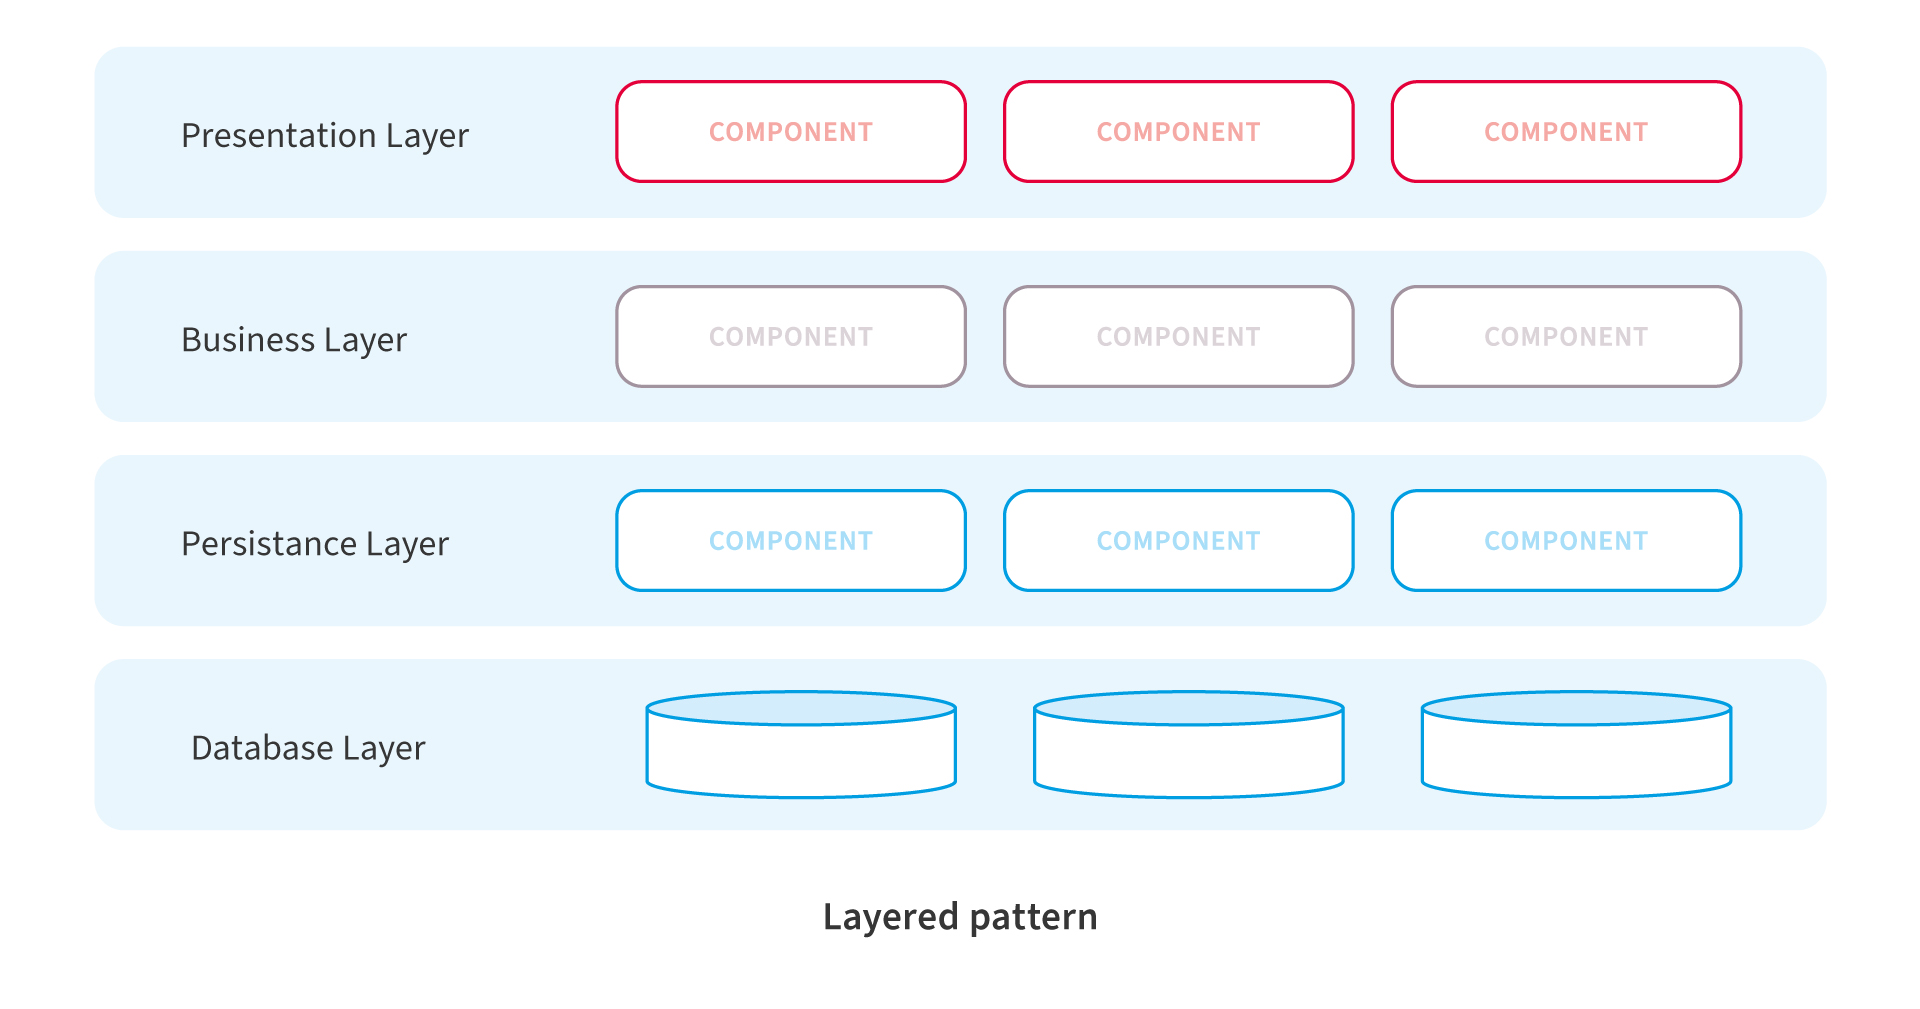 Presentation Layer
COMPONENT COMPONENT COMPONENT
Business Layer
COMPONENT COMPONENT COMPONENT
Persistance Layer
COMPONENT COMPONENT COMPONENT
Database Layer
Layered pattern